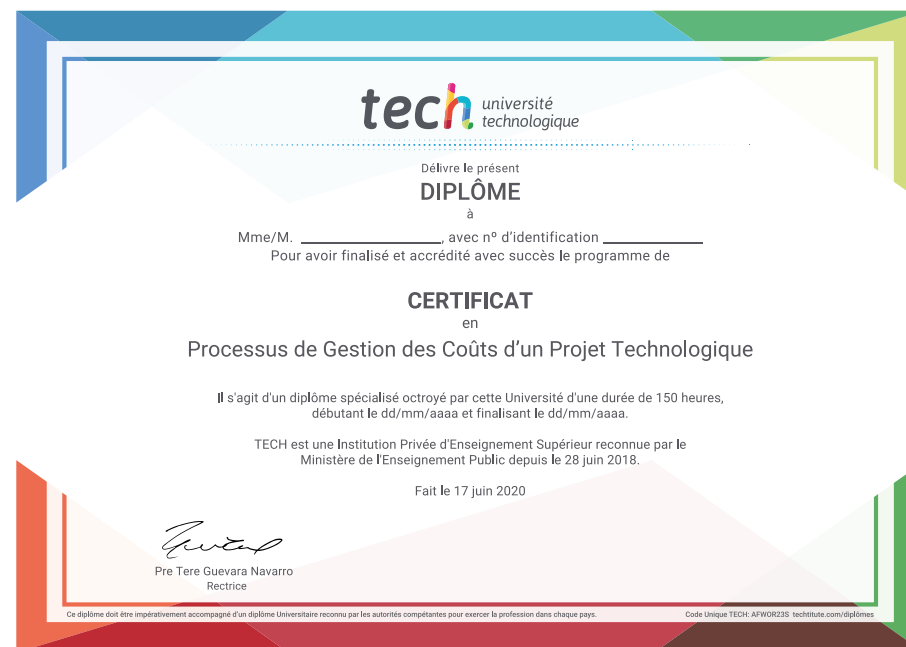 tech université
technologique
Délivre le présent
DIPLÔME
à
Mme/M. ____________________, avec nº d'identification ______________
Pour avoir finalisé et accrédité avec succès le programme de
CERTIFICAT
en
Processus de Gestion des Coûts d'un Projet Technologique
Il s'agit d'un diplôme spécialisé octroyé par cette Université d'une durée de 150 heures,
débutant le dd/mm/aaaa et finalisant le dd/mm/aaaa.
TECH est une Institution Privée d'Enseignement Supérieur reconnue par le
Ministère de l'Enseignement Public depuis le 28 juin 2018.
Fait le 17 juin 2020
Pre Tere Guevara Navarro
Rectrice
Ce diplôme doit être impérativement accompagné d'un diplôme Universitaire reconnu par les autorités compétantes pour exercer la profession dans chaque pays.
Code Unique TECH: AFWOR23S techtitute.com/diplômes